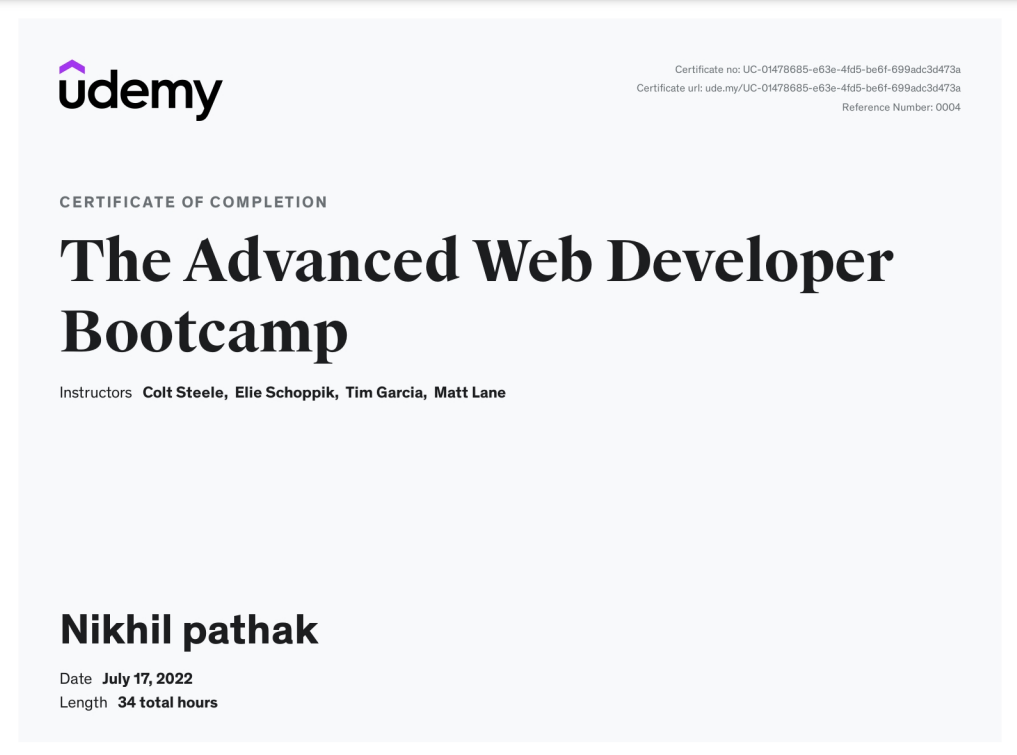 udemy
Certificate no: UC-01478685-e63e-4fd5-be6f-699adc3d473a
Certificate url: ude.my/UC-01478685-e63e-4fd5-be6f-699adc3d473a
Reference Number: 0004
CERTIFICATE OF COMPLETION
The Advanced Web Developer
Bootcamp
Instructors Colt Steele, Elie Schoppik, Tim Garcia, Matt Lane
Nikhil pathak
Date July 17, 2022
Length 34 total hours